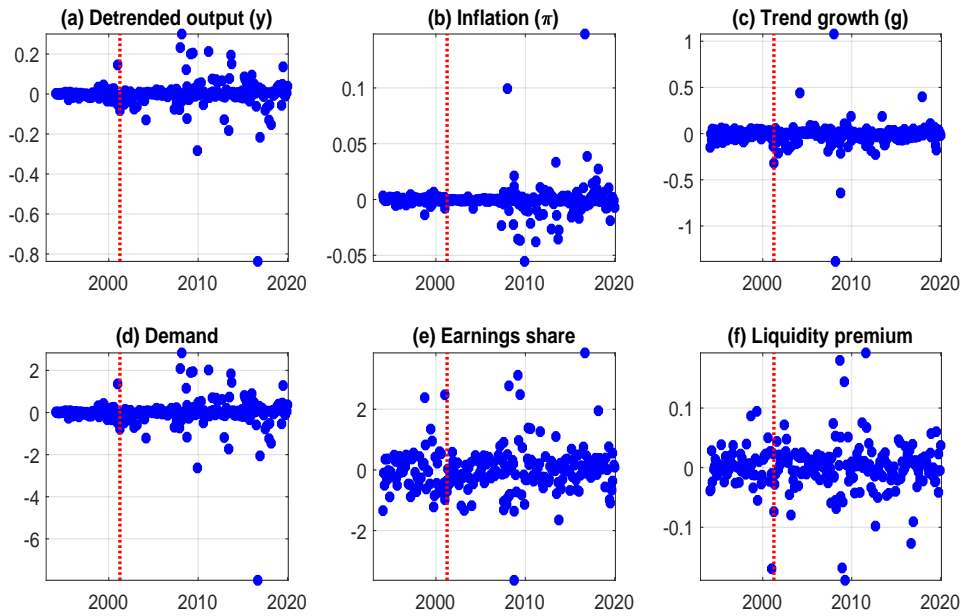 (a) Detrended output (y)
0.2
0
-0.2
-0.4
-0.6
-0.8
2000 2010 2020
(b) Inflation (π)
0.1
0.05
0
-0.05
2000 2010 2020
(c) Trend growth (g)
1
0.5
0
-0.5
-1
2000 2010 2020
(d) Demand
2
0
-2
-4
-6
2000 2010 2020
(e) Earnings share
2
0
-2
2000 2010 2020
(f) Liquidity premium
0.1
0
-0.1
2000 2010 2020